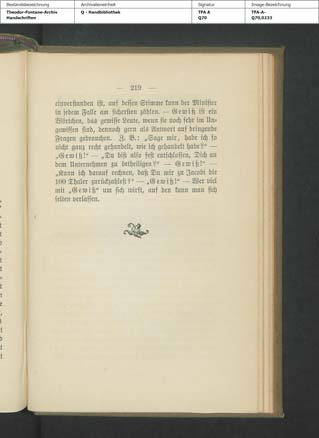 Bestandsbezeichnung Archivalieneinheit Signatur Image-Bezeichnung
Theodor-Fontane-Archiv Q - Handbibliothek TFA A TFA-A-
Handschriften Q70 Q70,0233
— 219 —
einverstanden ist, auf dessen Stimme kann der Minister
in jedem Falle am sichersten zählen. — Gewiß ist ein
Wörtchen, das gewisse Leute, wenn sie noch sehr im Un-
gewissen sind, dennoch gern als Antwort auf dringende
Fragen gebrauchen. Z. B.: „Sage mir, habe ich so
nicht ganz recht gehandelt, wie ich gehandelt habe?“ —
„Gewiß!“ — „Du bist also fest entschlossen, Dich an
dem Unternehmen zu betheiligen?“ — „Gewiß!“ —
„Kann ich darauf rechnen, daß Du mir zu Jacobi die
100 Thaler zurückzahlst?“ — „Gewiß!“ — Wer viel
mit „Gewiß“ um sich wirft, auf den kann man sich
selten verlassen.